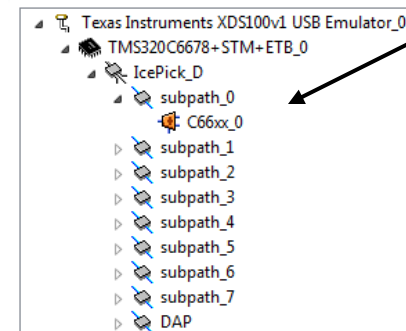 Texas Instruments XDS100v1 USB Emulator_0
TMS320C6678+STM+ETB_0
IcePick_D
subpath_0
C66xx_0
subpath_1
subpath_2
subpath_3
subpath_4
subpath_5
subpath_6
subpath_7
DAP